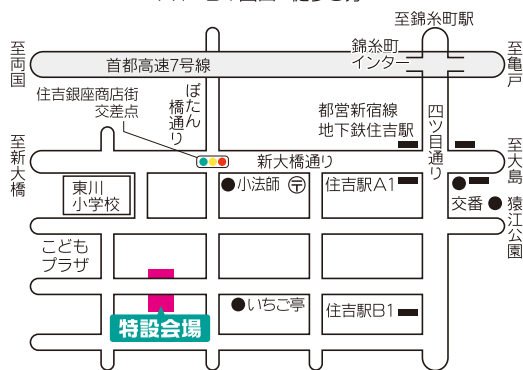 至錦糸町駅
至両国
首都高速7号線
錦糸町
インター
至亀戸
住吉銀座商店街
交差点
ぼたん
橋通り
都営新宿線
地下鉄住吉駅
四ツ目通り
至新大橋
新大橋通り
至大島
東川
小学校
小法師
〒
住吉駅A1
交番
猿江公園
こども
プラザ
いちご亭
住吉駅B1
特設会場